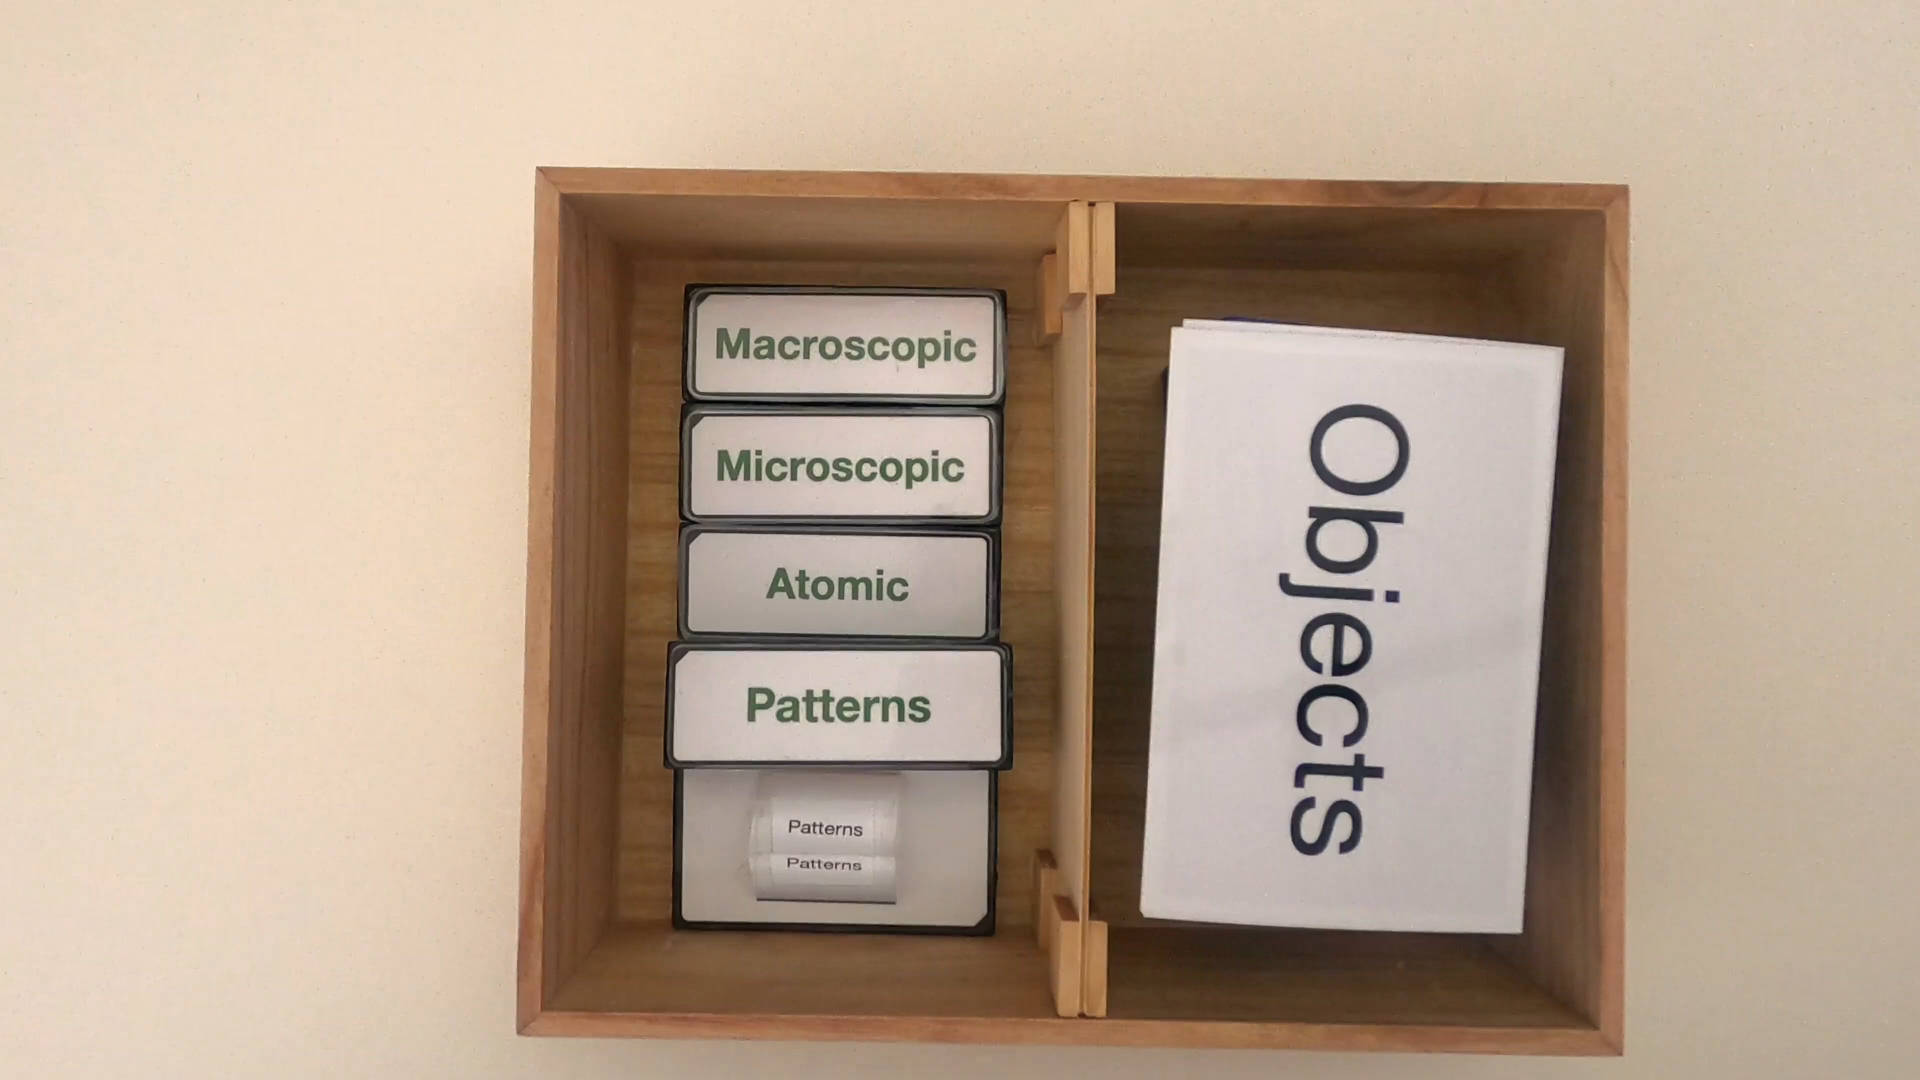 Macroscopic
Microscopic
Atomic
Patterns
Patterns
Patterns
Objects